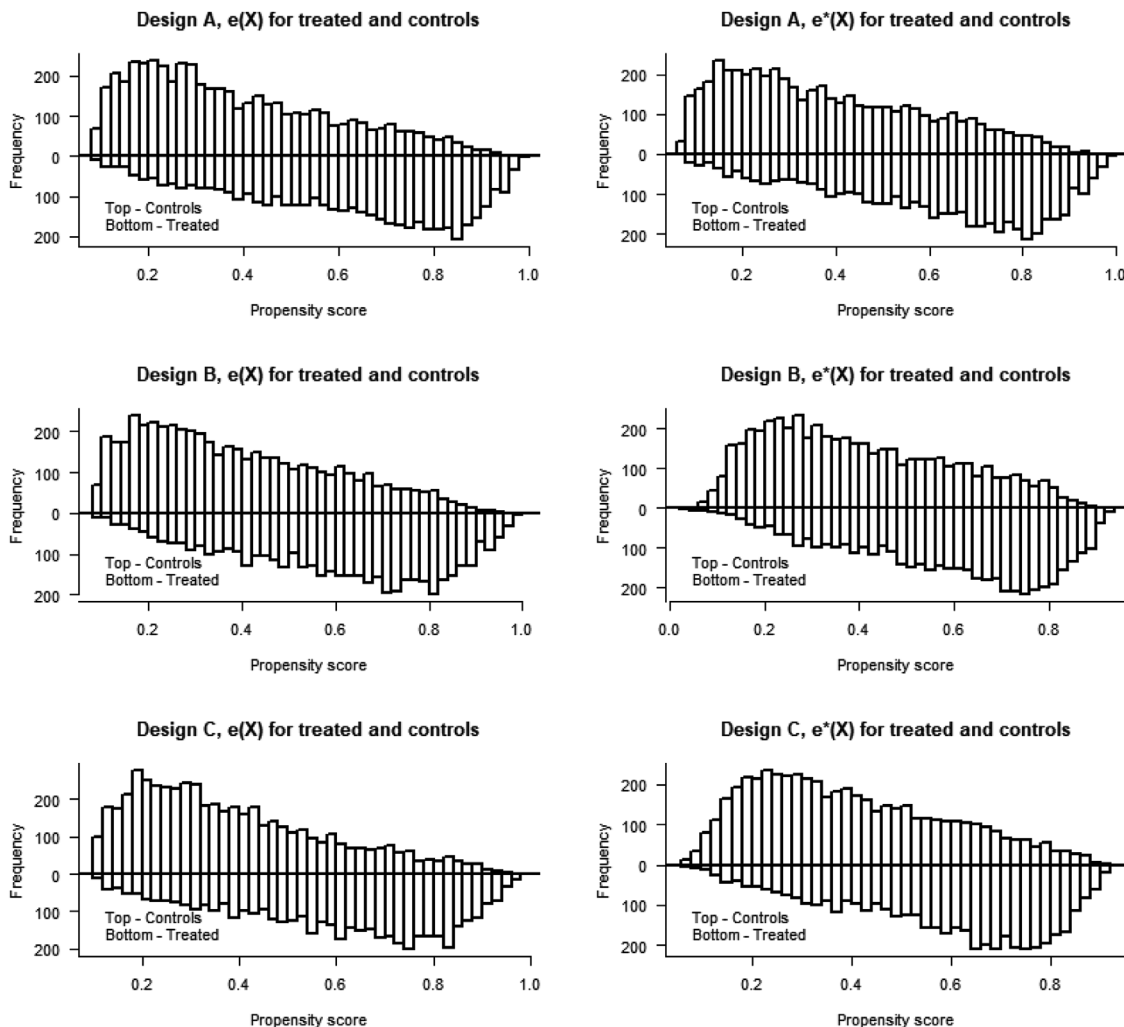 Design A, e(X) for treated and controls
Frequency
200
100
0
100
200
Top - Controls
Bottom - Treated
0.2 0.4 0.6 0.8 1.0
Propensity score
Design A, e*(X) for treated and controls
Frequency
200
100
0
100
200
Top - Controls
Bottom - Treated
0.2 0.4 0.6 0.8 1.0
Propensity score
Design B, e(X) for treated and controls
Frequency
200
100
0
100
200
Top - Controls
Bottom - Treated
0.2 0.4 0.6 0.8 1.0
Propensity score
Design B, e*(X) for treated and controls
Frequency
200
100
0
100
200
Top - Controls
Bottom - Treated
0.0 0.2 0.4 0.6 0.8
Propensity score
Design C, e(X) for treated and controls
Frequency
200
100
0
100
200
Top - Controls
Bottom - Treated
0.2 0.4 0.6 0.8 1.0
Propensity score
Design C, e*(X) for treated and controls
Frequency
200
100
0
100
200
Top - Controls
Bottom - Treated
0.2 0.4 0.6 0.8
Propensity score